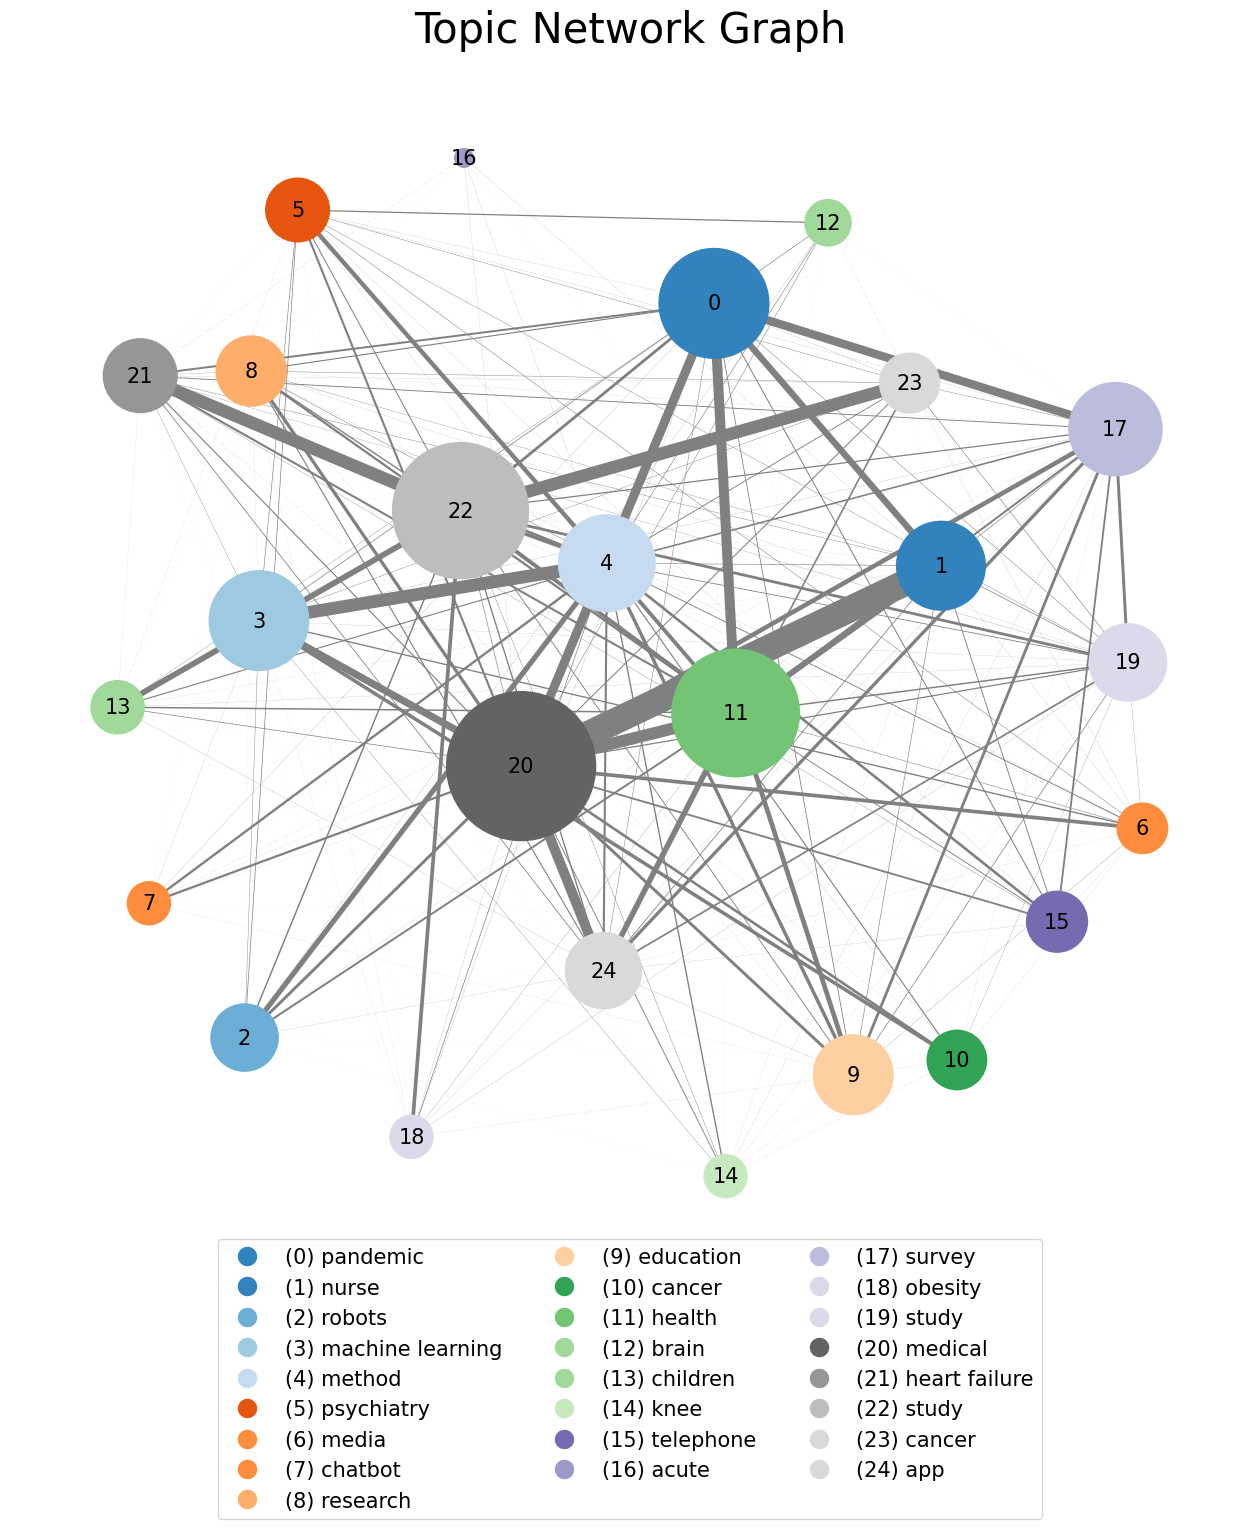 Topic Network Graph
16
5
12
0
21
8
23
17
22
4
1
3
19
13
11
20
6
7
15
24
2
10
9
18
14
(0) pandemic
(1) nurse
(2) robots
(3) machine learning
(4) method
(5) psychiatry
(6) media
(7) chatbot
(8) research
(9) education
(10) cancer
(11) health
(12) brain
(13) children
(14) knee
(15) telephone
(16) acute
(17) survey
(18) obesity
(19) study
(20) medical
(21) heart failure
(22) study
(23) cancer
(24) app